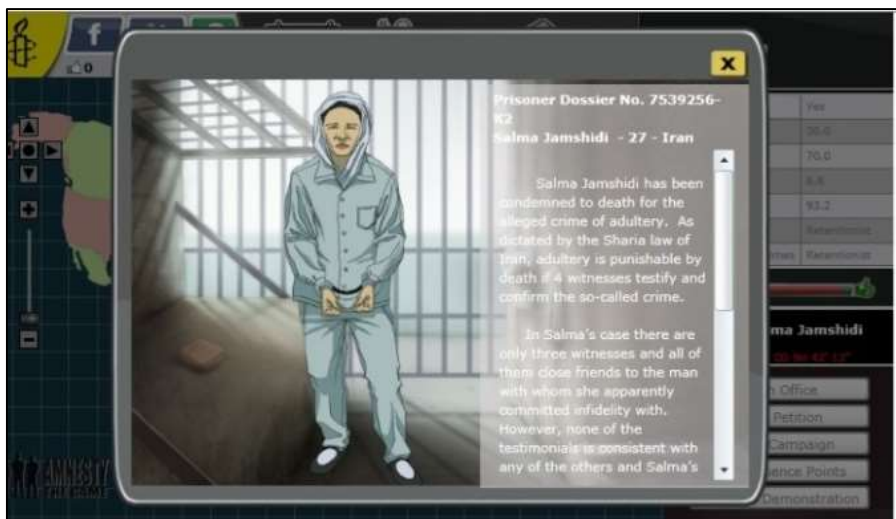 f
0
X
Prisoner Dossier No. 7539256-
K2
Salma Jamshidi - 27 - Iran
Salma Jamshidi has been
condemned to death for the
alleged crime of adultery. As
dictated by the Sharia law of
Iran, adultery is punishable by
death if 4 witnesses testify and
confirm the so-called crime.
In Salma's case there are
only three witnesses and all of
them close friends to the man
with whom she apparently
committed infidelity with.
However, none of the
testimonials is consistent with
any of the others and Salma's
Yes
70.0
93.2
Retentionist
Retentionist
ma Jamshidi
Office
Petition
Campaign
ence Points
Demonstration
AMNESTY
THE GAME